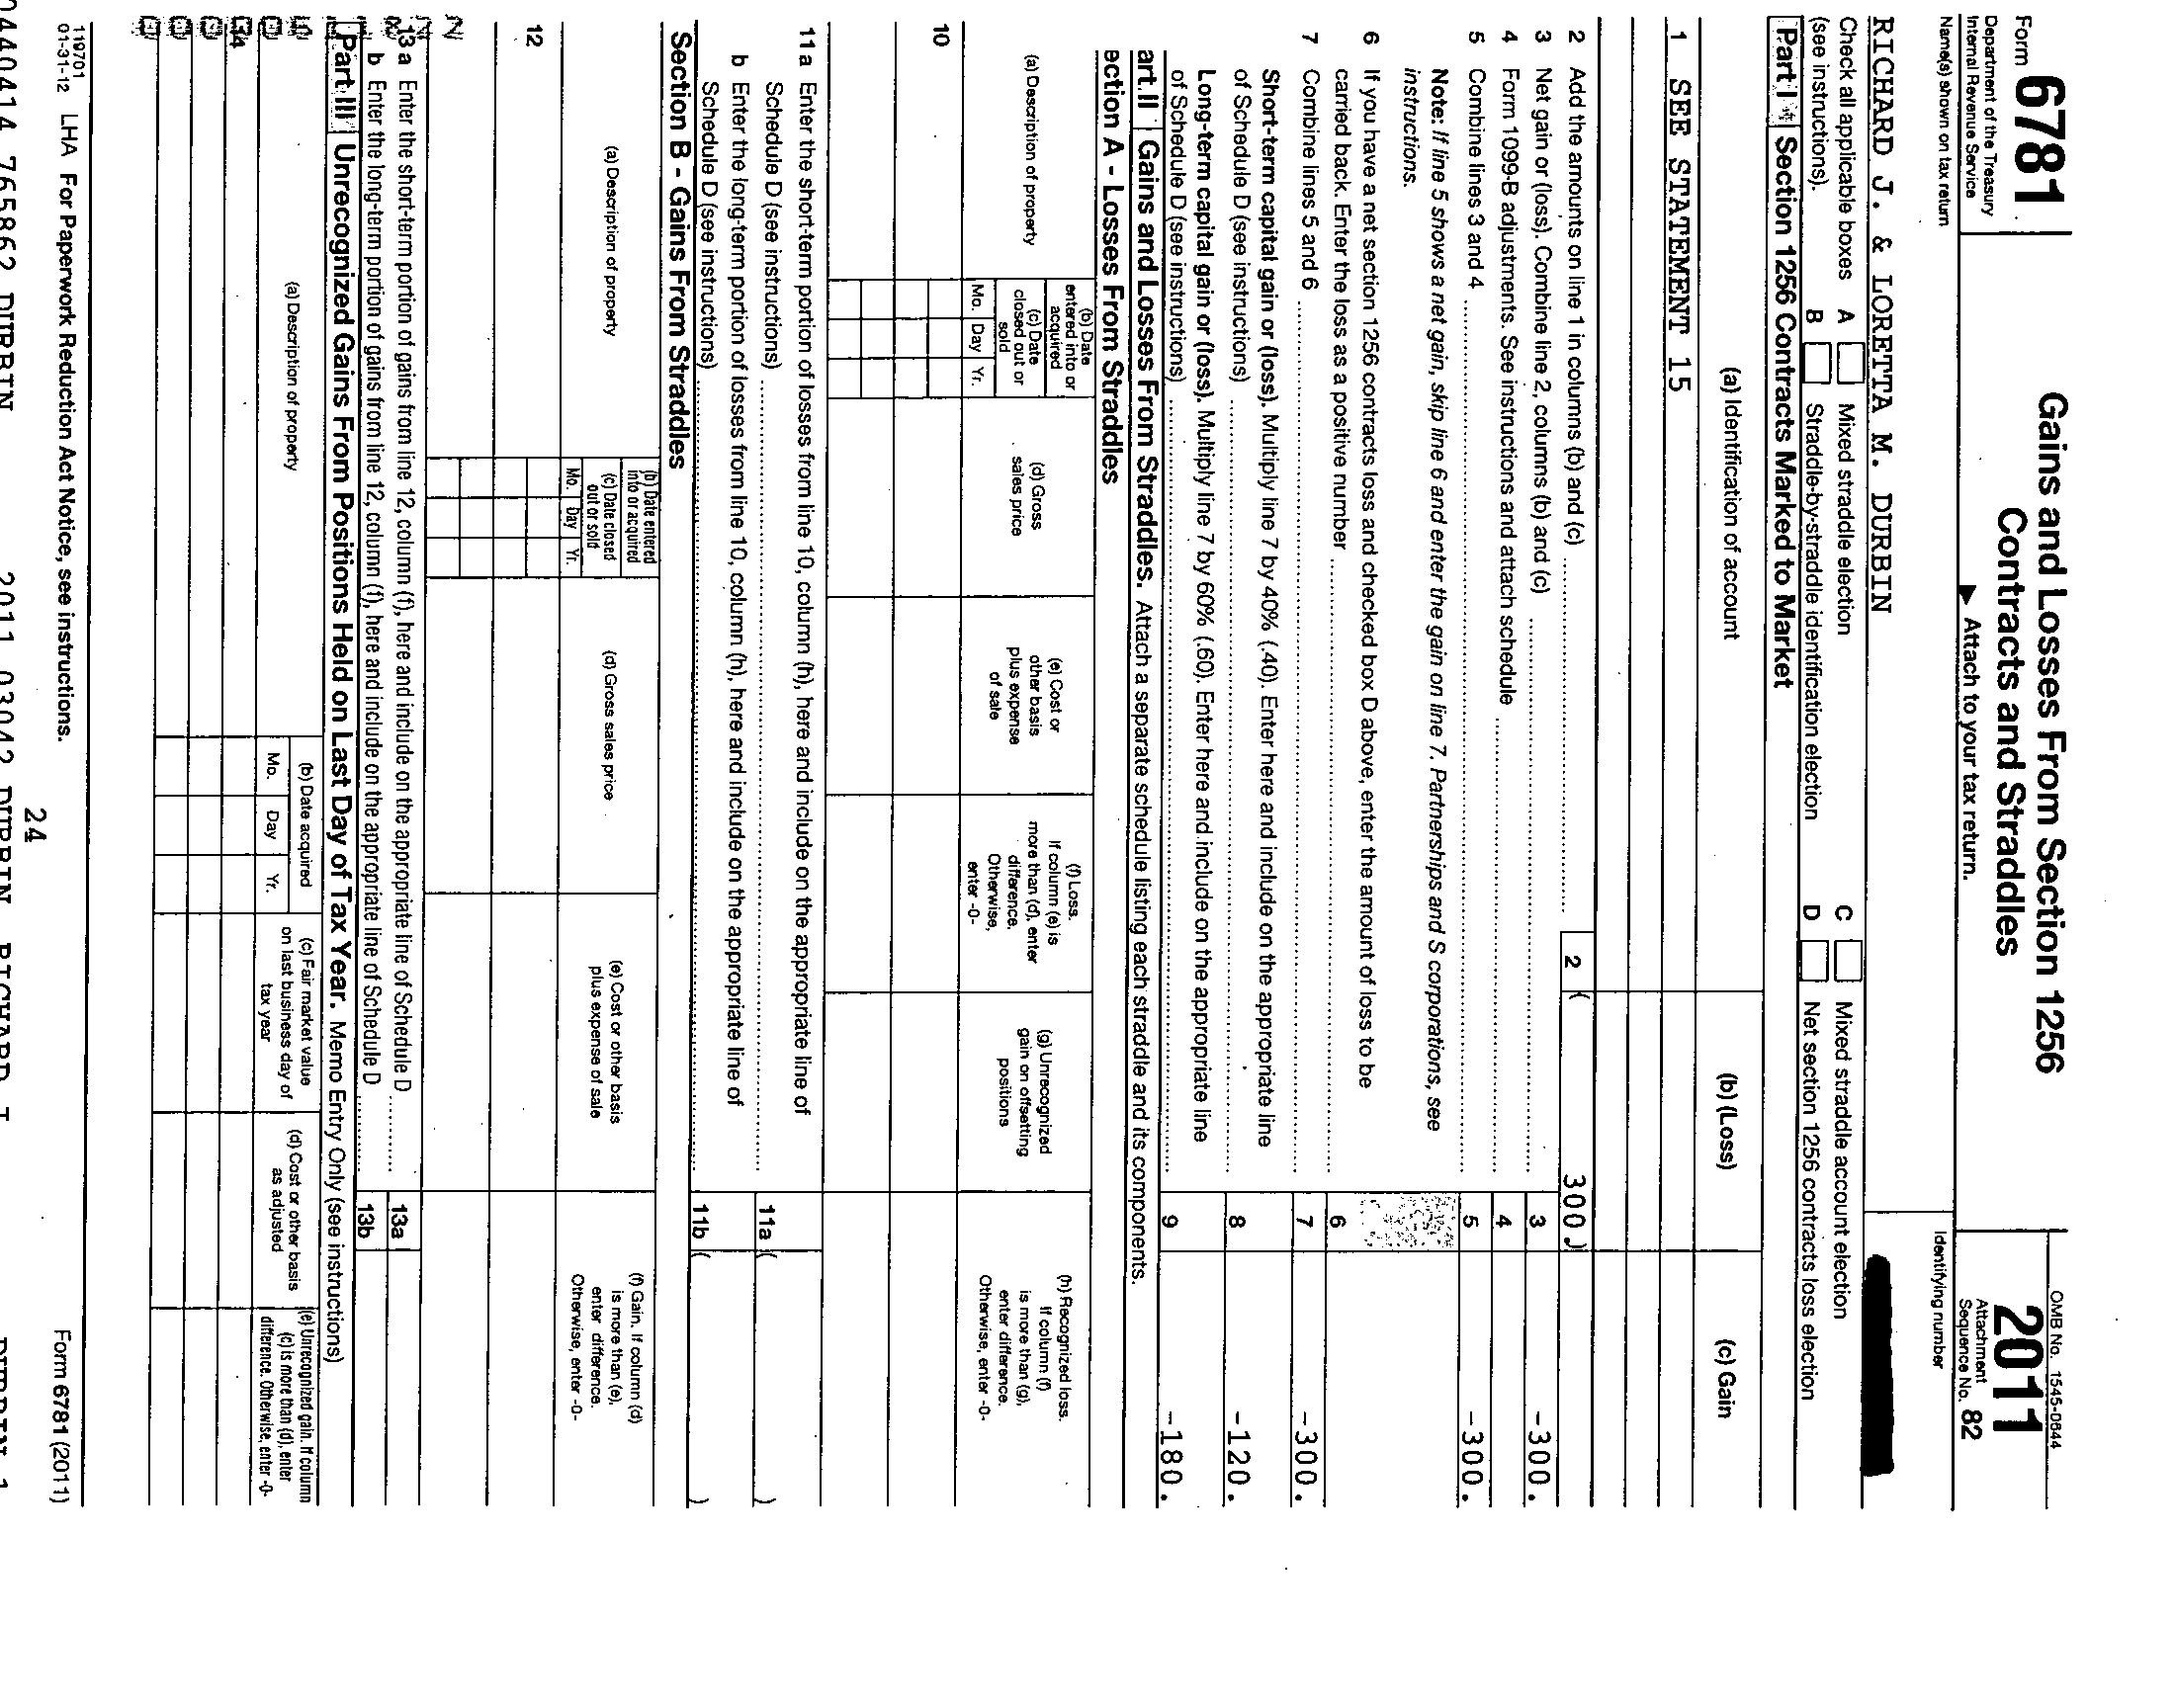 Form 6781
Department of the Treasury
Internal Revenue Service
Gains and Losses From Section 1256
Contracts and Straddles
▶ Attach to your tax return.
OMB No. 1545-0644
2011
Attachment
Sequence No. 82
Name(s) shown on tax return
Identifying number
RICHARD J. & LORETTA M. DURBIN
Check all applicable boxes
(see instructions).
A Mixed straddle election
B Straddle-by-straddle identification election
C Mixed straddle account election
D Net section 1256 contracts loss election
Part I Section 1256 Contracts Marked to Market
(a) Identification of account (b) (Loss) (c) Gain
1 SEE STATEMENT 15
2 Add the amounts on line 1 in columns (b) and (c) 2 ( 300.)
3 Net gain or (loss). Combine line 2, columns (b) and (c) 3 -300.
4 Form 1099-B adjustments. See instructions and attach schedule 4
5 Combine lines 3 and 4 5 -300.
Note: If line 5 shows a net gain, skip line 6 and enter the gain on line 7. Partnerships and S corporations, see
instructions.
6 If you have a net section 1256 contracts loss and checked box D above, enter the amount of loss to be
carried back. Enter the loss as a positive number 6
7 Combine lines 5 and 6 7 -300.
Short-term capital gain or (loss). Multiply line 7 by 40% (.40). Enter here and include on the appropriate line
of Schedule D (see instructions) 8 -120.
Long-term capital gain or (loss). Multiply line 7 by 60% (.60). Enter here and include on the appropriate line
of Schedule D (see instructions) 9 -180.
art II Gains and Losses From Straddles. Attach a separate schedule listing each straddle and its components.
ection A - Losses From Straddles
(a) Description of property
(b) Date
entered into or
acquired
(c) Date
closed out or
sold
Mo. Day Yr.
(d) Gross
sales price
(e) Cost or
other basis
plus expense
of sale
(f) Loss.
If column (e) is
more than (d), enter
difference.
Otherwise,
enter -0-
(g) Unrecognized
gain on offsetting
positions
(h) Recognized loss.
If column (f)
is more than (g),
enter difference.
Otherwise, enter -0-
10
11 a Enter the short-term portion of losses from line 10, column (h), here and include on the appropriate line of
Schedule D (see instructions) 11a ( )
b Enter the long-term portion of losses from line 10, column (h), here and include on the appropriate line of
Schedule D (see instructions) 11b ( )
Section B - Gains From Straddles
(a) Description of property
(b) Date entered
into or acquired
(c) Date closed
out or sold
Mo. Day Yr.
(d) Gross sales price
(e) Cost or other basis
plus expense of sale
(f) Gain. If column (d)
is more than (e),
enter difference.
Otherwise, enter -0-
12
13 a Enter the short-term portion of gains from line 12, column (f), here and include on the appropriate line of Schedule D 13a
b Enter the long-term portion of gains from line 12, column (f), here and include on the appropriate line of Schedule D 13b
Part III Unrecognized Gains From Positions Held on Last Day of Tax Year. Memo Entry Only (see instructions)
(a) Description of property
(b) Date acquired
Mo. Day Yr.
(c) Fair market value
on last business day of
tax year
(d) Cost or other basis
as adjusted
(e) Unrecognized gain. If column
(c) is more than (d), enter
difference. Otherwise, enter -0-
14
119701
01-31-12 LHA For Paperwork Reduction Act Notice, see instructions.
Form 6781 (2011)
24
440414 765862 DURBIN 2011.03042 DURBIN, RICHARD J DURBIN 1